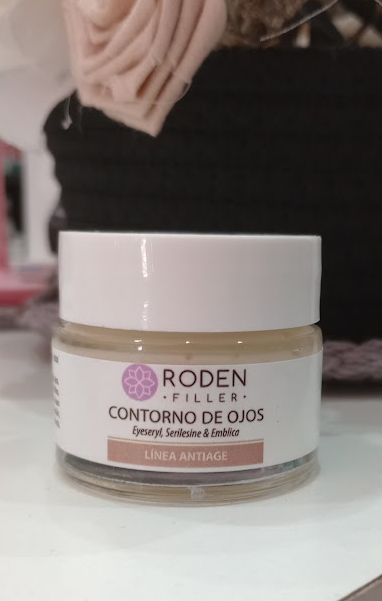 RODEN
• FILLER •
CONTORNO DE OJOS
Eyeseryl, Serilesine & Emblica
LÍNEA ANTIAGE